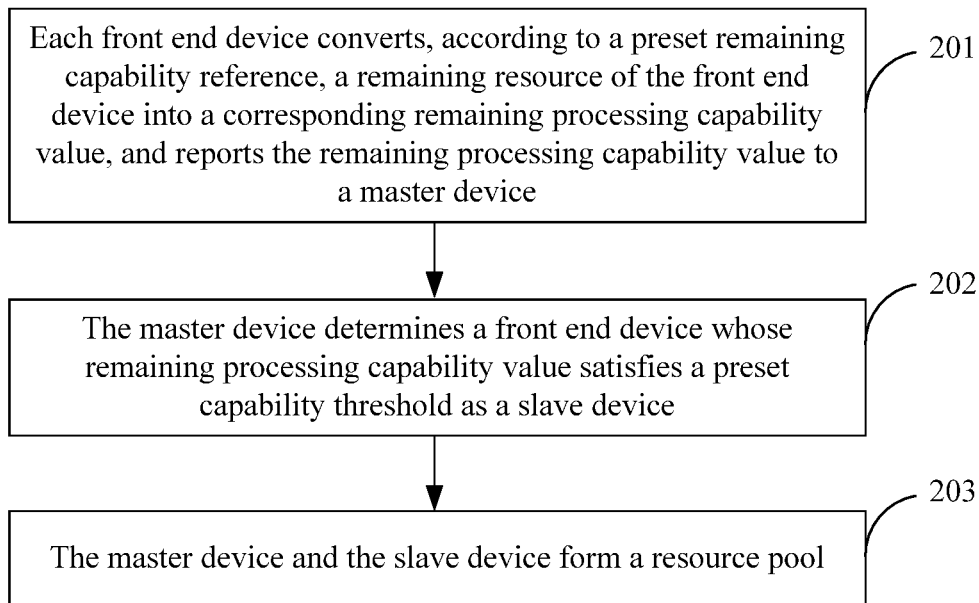 Each front end device converts, according to a preset remaining
capability reference, a remaining resource of the front end
device into a corresponding remaining processing capability
value, and reports the remaining processing capability value to
a master device
201
The master device determines a front end device whose
remaining processing capability value satisfies a preset
capability threshold as a slave device
202
The master device and the slave device form a resource pool
203